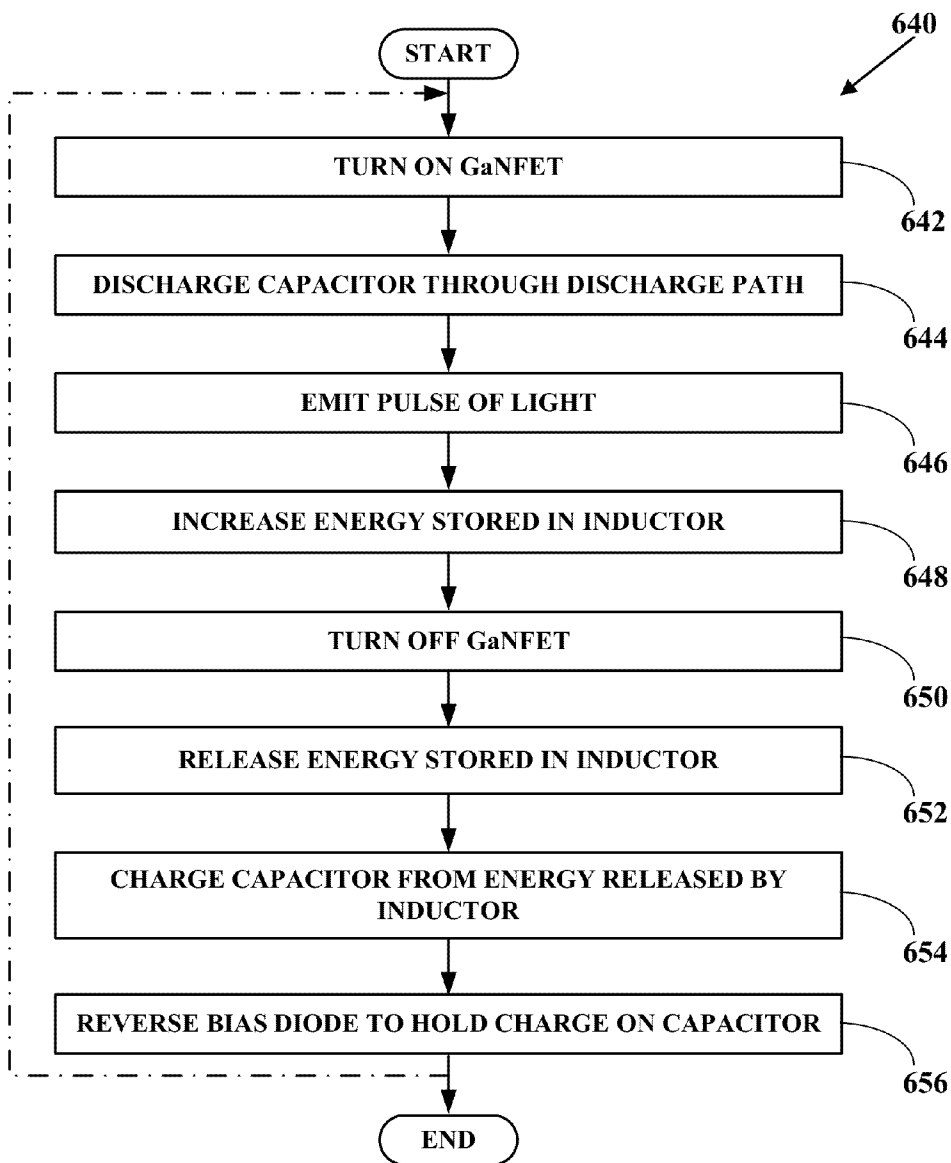 640
START
TURN ON GaNFET
642
DISCHARGE CAPACITOR THROUGH DISCHARGE PATH
644
EMIT PULSE OF LIGHT
646
INCREASE ENERGY STORED IN INDUCTOR
648
TURN OFF GaNFET
650
RELEASE ENERGY STORED IN INDUCTOR
652
CHARGE CAPACITOR FROM ENERGY RELEASED BY
INDUCTOR
654
REVERSE BIAS DIODE TO HOLD CHARGE ON CAPACITOR
656
END